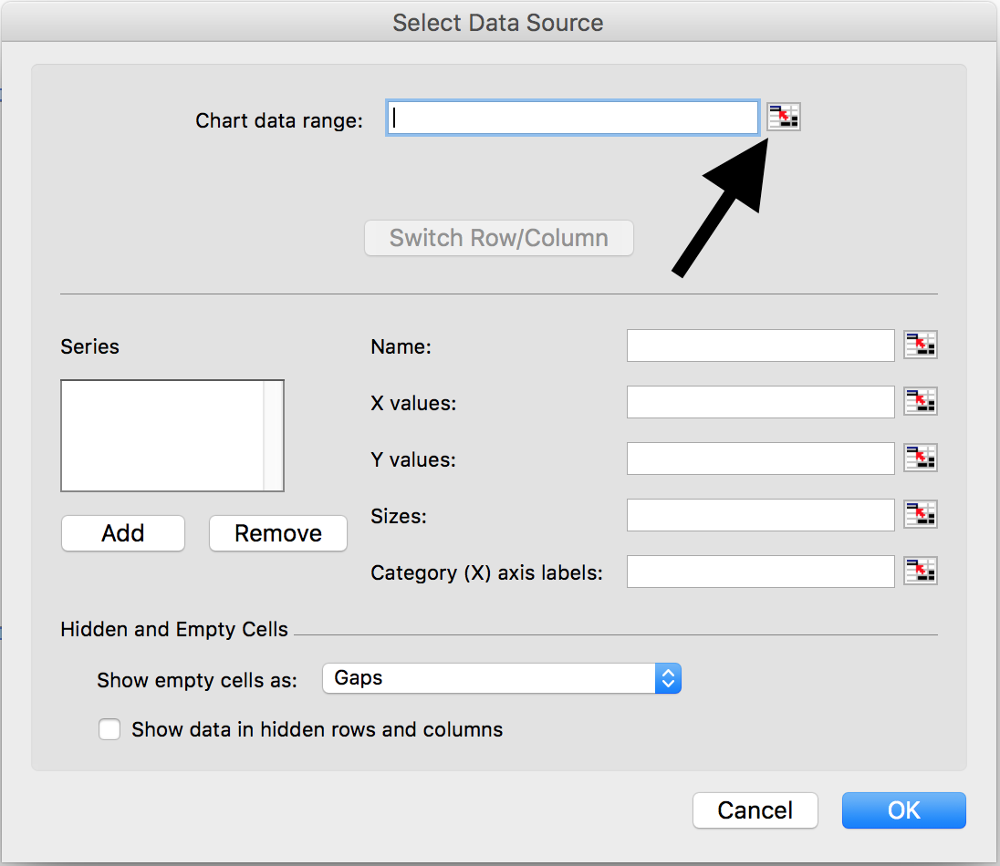 Select Data Source
Chart data range:
Switch Row/Column
Series
Name:
X values:
Y values:
Sizes:
Category (X) axis labels:
Add
Remove
Hidden and Empty Cells
Show empty cells as:
Gaps
Show data in hidden rows and columns
Cancel
OK